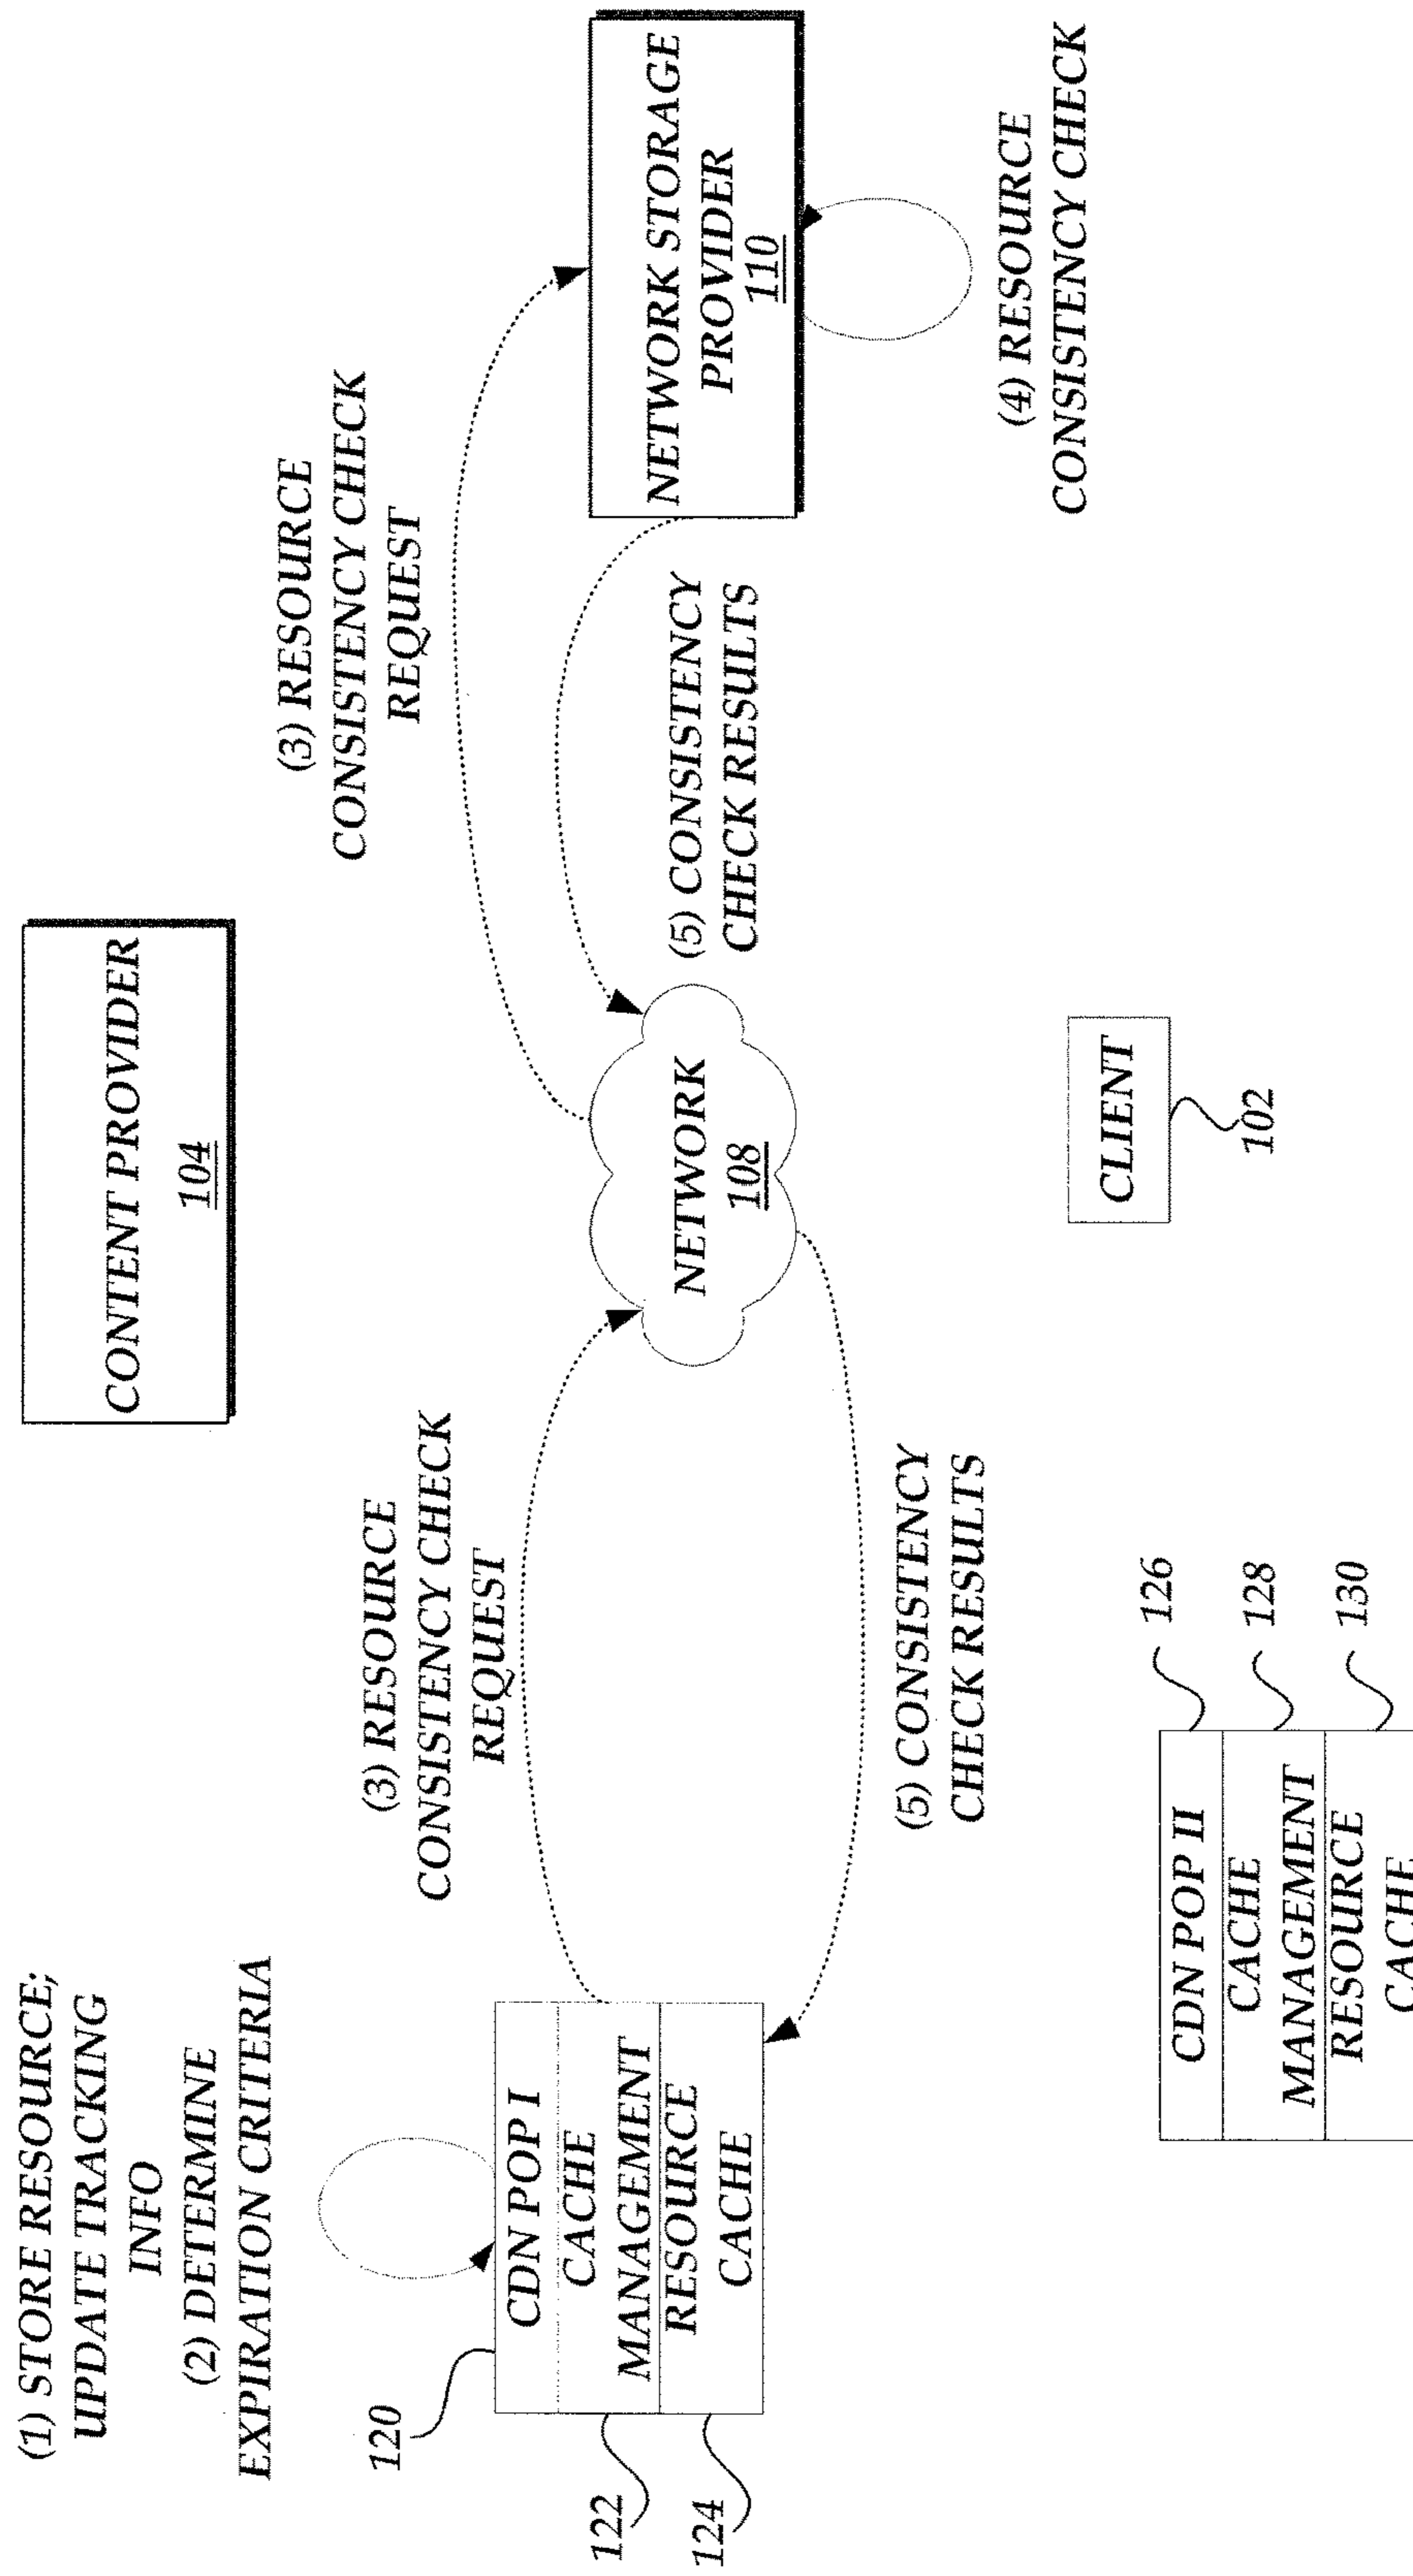 (1) STORE RESOURCE;
UPDATE TRACKING
INFO
(2) DETERMINE
EXPIRATION CRITERIA
CONTENT PROVIDER
104
(3) RESOURCE
CONSISTENCY CHECK
REQUEST
(3) RESOURCE
CONSISTENCY CHECK
REQUEST
120
CDN POP I
122
CACHE
MANAGEMENT
124
RESOURCE
CACHE
NETWORK
108
NETWORK STORAGE
PROVIDER
110
(5) CONSISTENCY
CHECK RESULTS
(5) CONSISTENCY
CHECK RESULTS
(4) RESOURCE
CONSISTENCY CHECK
CLIENT
102
CDN POP II
126
CACHE
MANAGEMENT
128
RESOURCE
CACHE
130